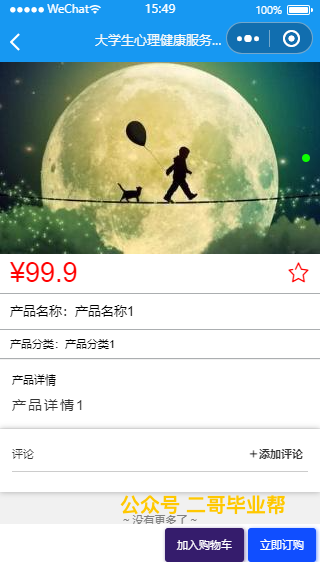 WeChat 15:49 100%
大学生心理健康服务...
¥99.9
产品名称：产品名称1
产品分类：产品分类1
产品详情
产品详情1
评论 +添加评论
公众号 二哥毕业帮
~ 没有更多了 ~
加入购物车 立即订购